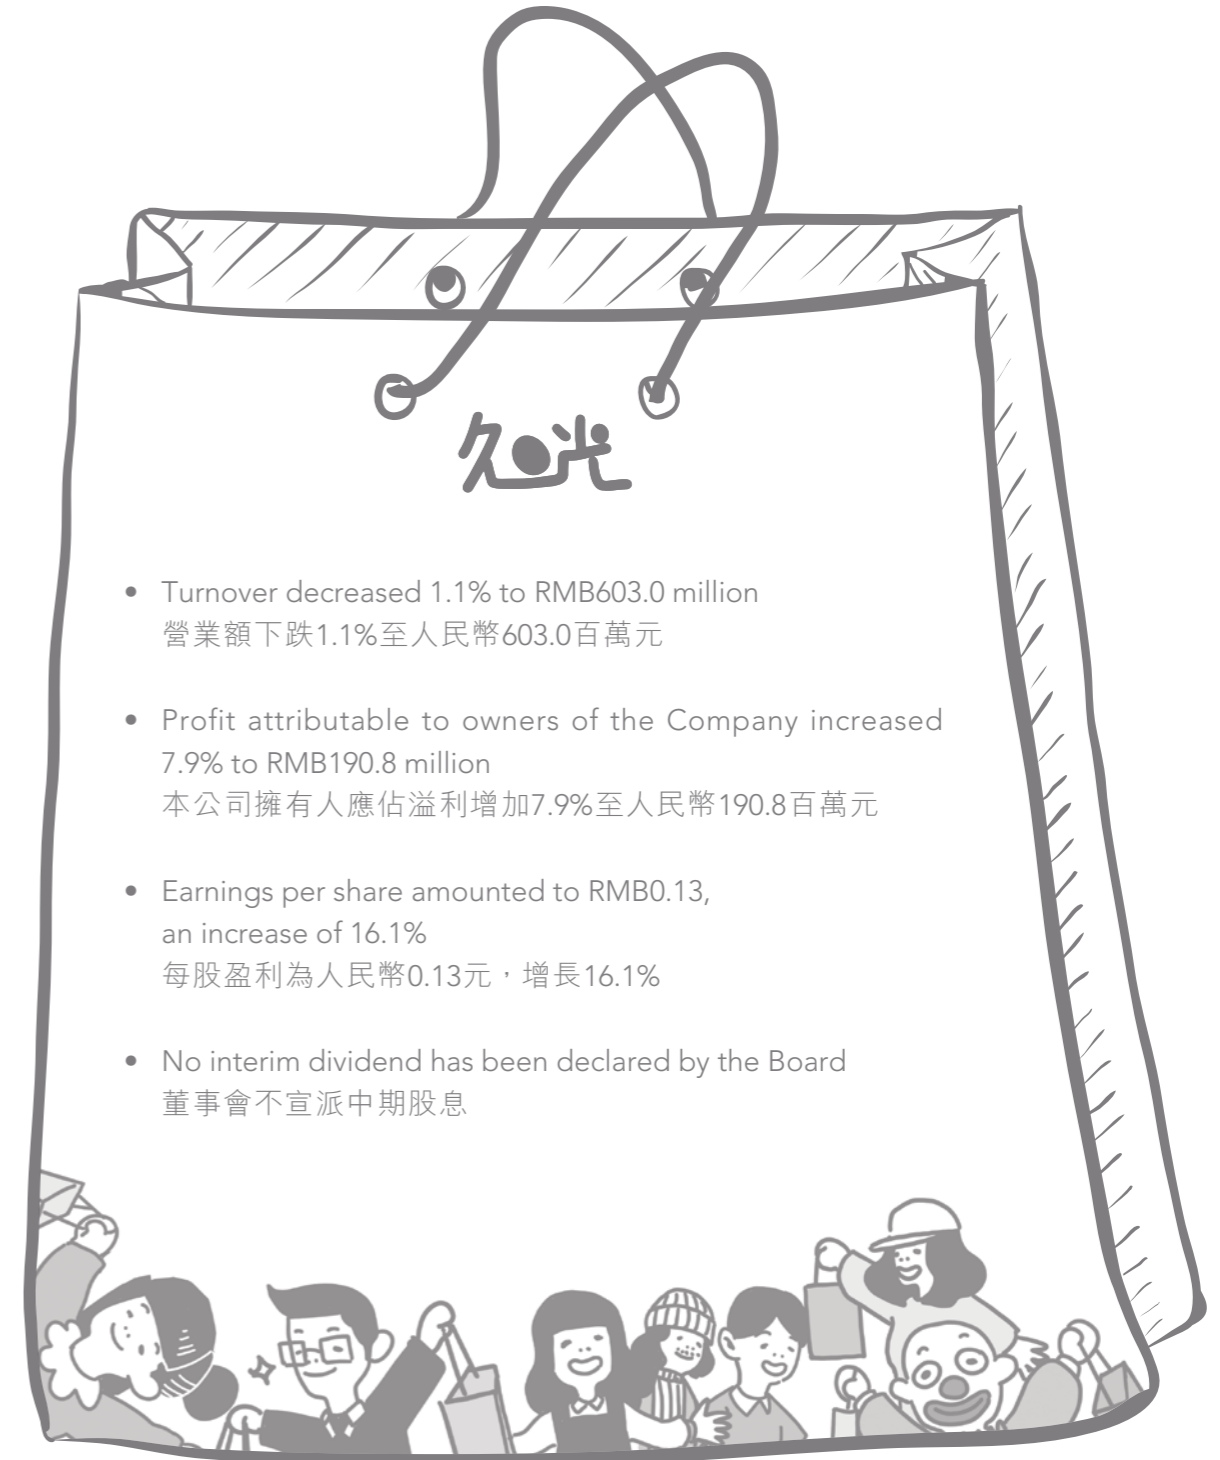 久光
• Turnover decreased 1.1% to RMB603.0 million
營業額下跌1.1%至人民幣603.0百萬元
• Profit attributable to owners of the Company increased
7.9% to RMB190.8 million
本公司擁有人應佔溢利增加7.9%至人民幣190.8百萬元
• Earnings per share amounted to RMB0.13,
an increase of 16.1%
每股盈利為人民幣0.13元，增長16.1%
• No interim dividend has been declared by the Board
董事會不宣派中期股息